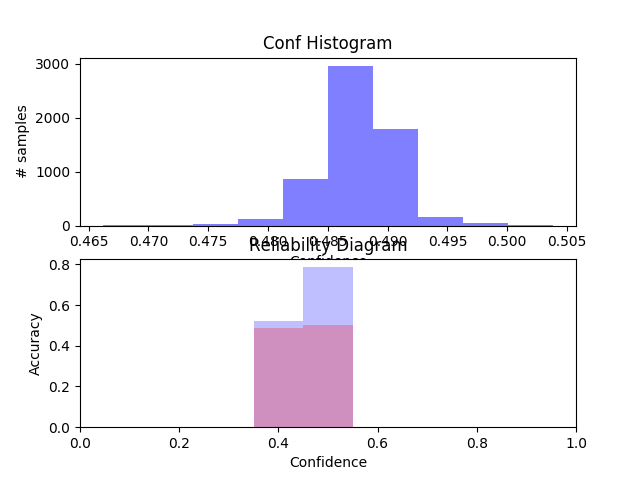 Conf Histogram
3000
2000
1000
0
# samples
0.465 0.470 0.475 0.480 0.485 0.490 0.495 0.500 0.505
Confidence
Reliability Diagram
0.8
0.6
0.4
0.2
0.0
Accuracy
0.0 0.2 0.4 0.6 0.8 1.0
Confidence